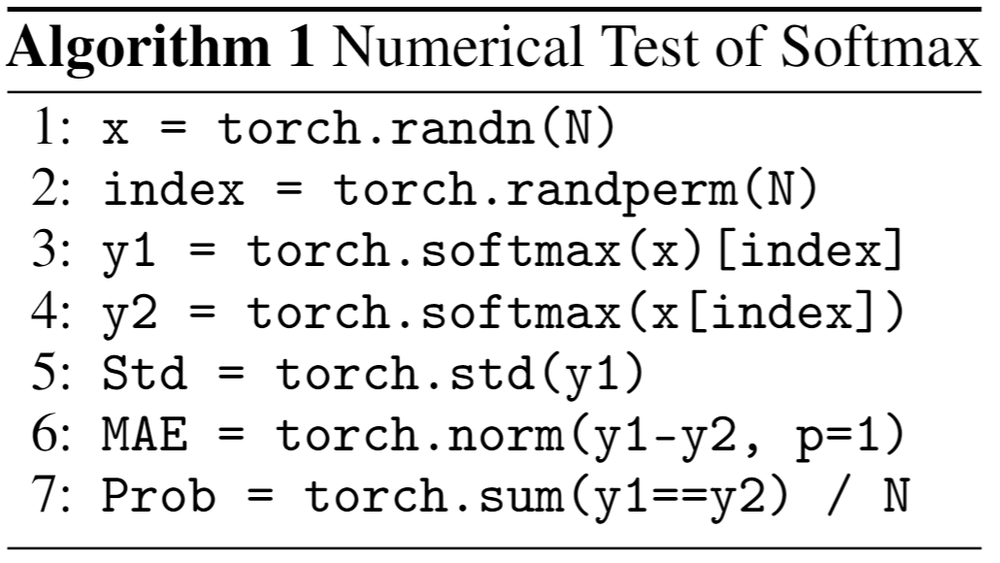 Algorithm 1 Numerical Test of Softmax
1: x = torch.randn(N)
2: index = torch.randperm(N)
3: y1 = torch.softmax(x)[index]
4: y2 = torch.softmax(x[index])
5: Std = torch.std(y1)
6: MAE = torch.norm(y1-y2, p=1)
7: Prob = torch.sum(y1==y2) / N